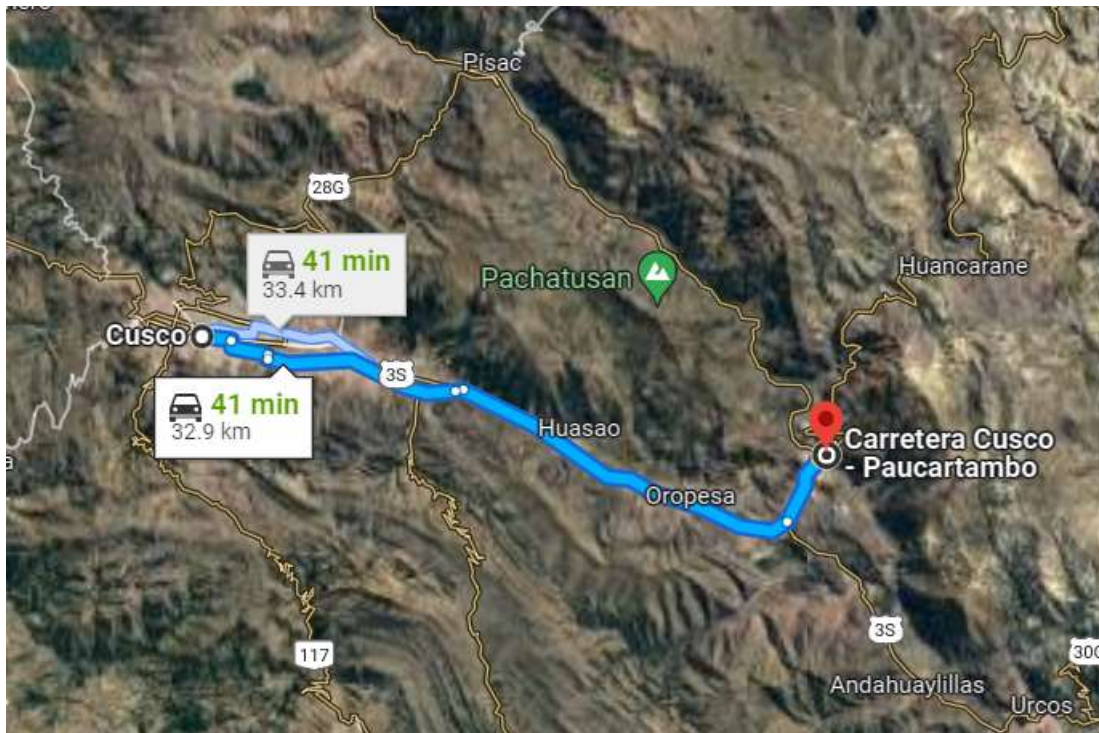 Pisac
28G
41 min
33.4 km
Pachatusan
Huancarane
Cusco
3S
41 min
32.9 km
Huasao
Carretera Cusco
- Paucartambo
Oropesa
3S
117
Andahuaylillas
Urcos